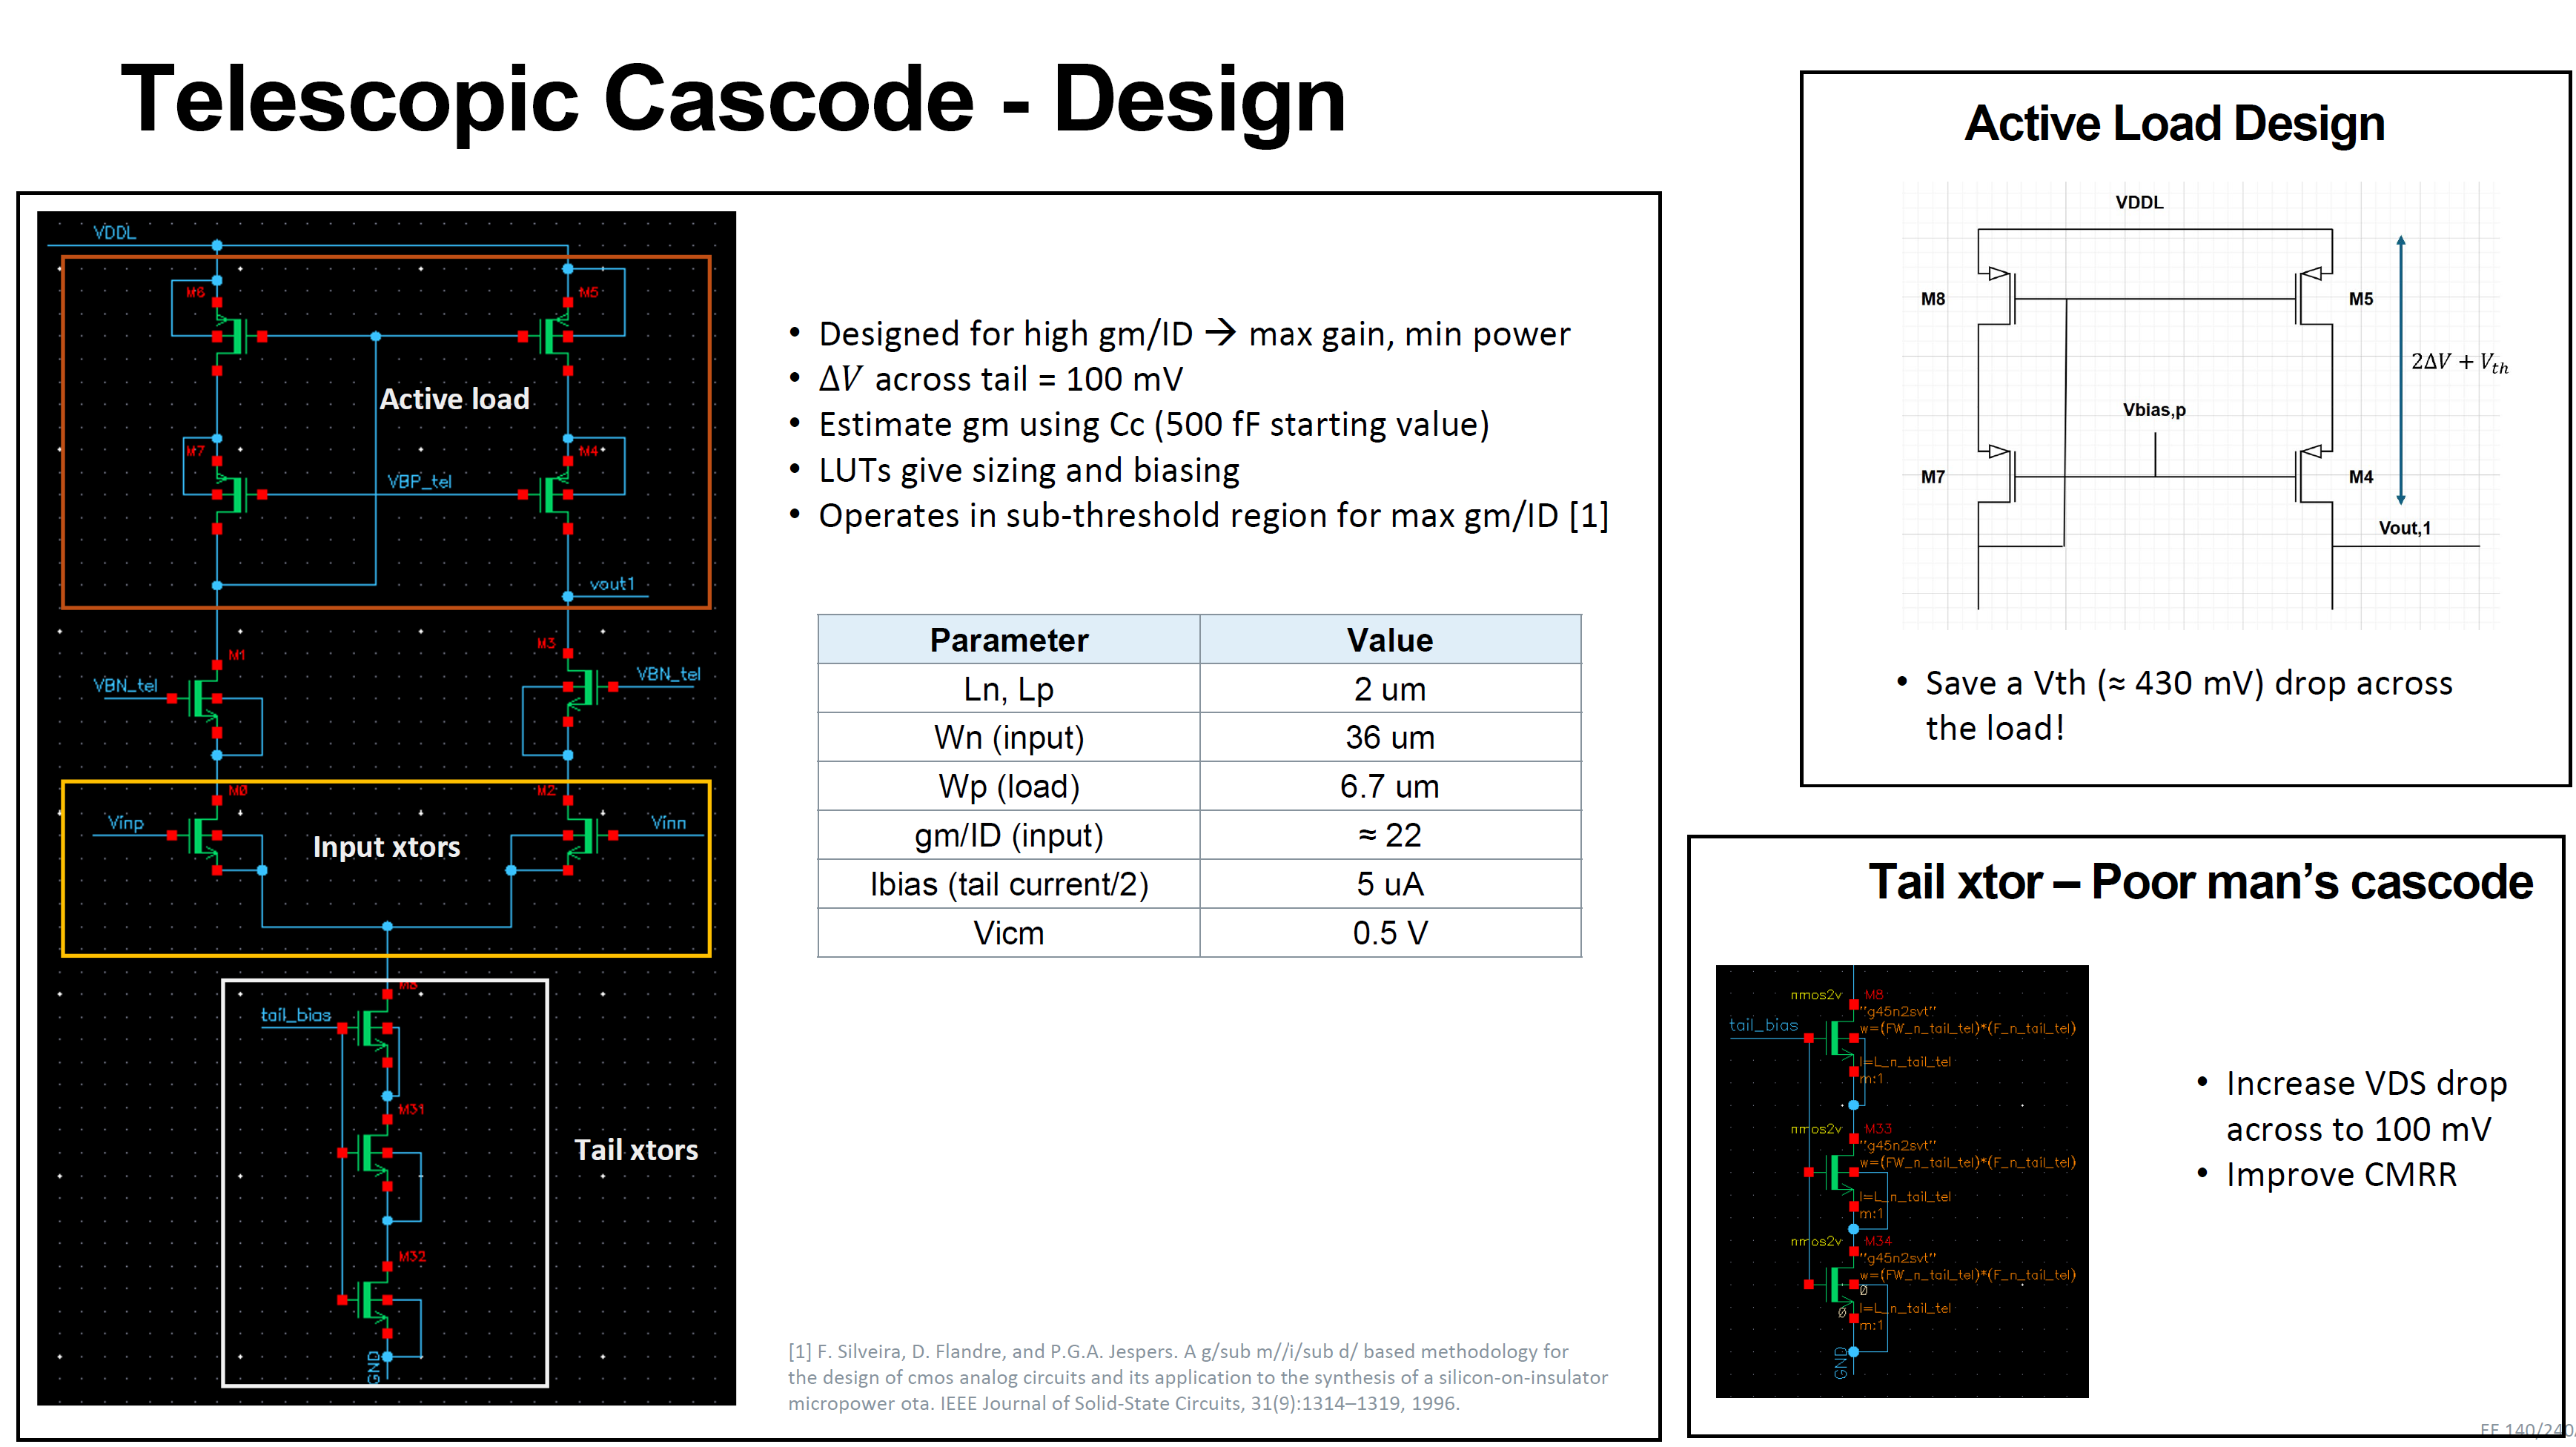 Telescopic Cascode - Design
VDDL
M6
M5
Active load
M7
M4
VBP_tel
vout1
M1
M3
VBN_tel
VBN_tel
M0
M2
Vinp
Vinn
Input xtors
M8
tail_bias
M31
Tail xtors
M32
GND
• Designed for high gm/ID → max gain, min power
• ΔV across tail = 100 mV
• Estimate gm using Cc (500 fF starting value)
• LUTs give sizing and biasing
• Operates in sub-threshold region for max gm/ID [1]
Parameter Value
Ln, Lp 2 um
Wn (input) 36 um
Wp (load) 6.7 um
gm/ID (input) ≈ 22
Ibias (tail current/2) 5 uA
Vicm 0.5 V
[1] F. Silveira, D. Flandre, and P.G.A. Jespers. A g/sub m//i/sub d/ based methodology for
the design of cmos analog circuits and its application to the synthesis of a silicon-on-insulator
micropower ota. IEEE Journal of Solid-State Circuits, 31(9):1314–1319, 1996.
Active Load Design
VDDL
M8
M5
2ΔV + Vth
Vbias,p
M7
M4
Vout,1
• Save a Vth (≈ 430 mV) drop across
the load!
Tail xtor – Poor man's cascode
nmos2v M8
"g45n2svt"
tail_bias
w=(FW_n_tail_tel)*(F_n_tail_tel)
l=L_n_tail_tel
m:1
nmos2v M33
"g45n2svt"
w=(FW_n_tail_tel)*(F_n_tail_tel)
l=L_n_tail_tel
m:1
nmos2v M34
"g45n2svt"
w=(FW_n_tail_tel)*(F_n_tail_tel)
0
0
l=L_n_tail_tel
m:1
GND
• Increase VDS drop
across to 100 mV
• Improve CMRR
EE 140/240